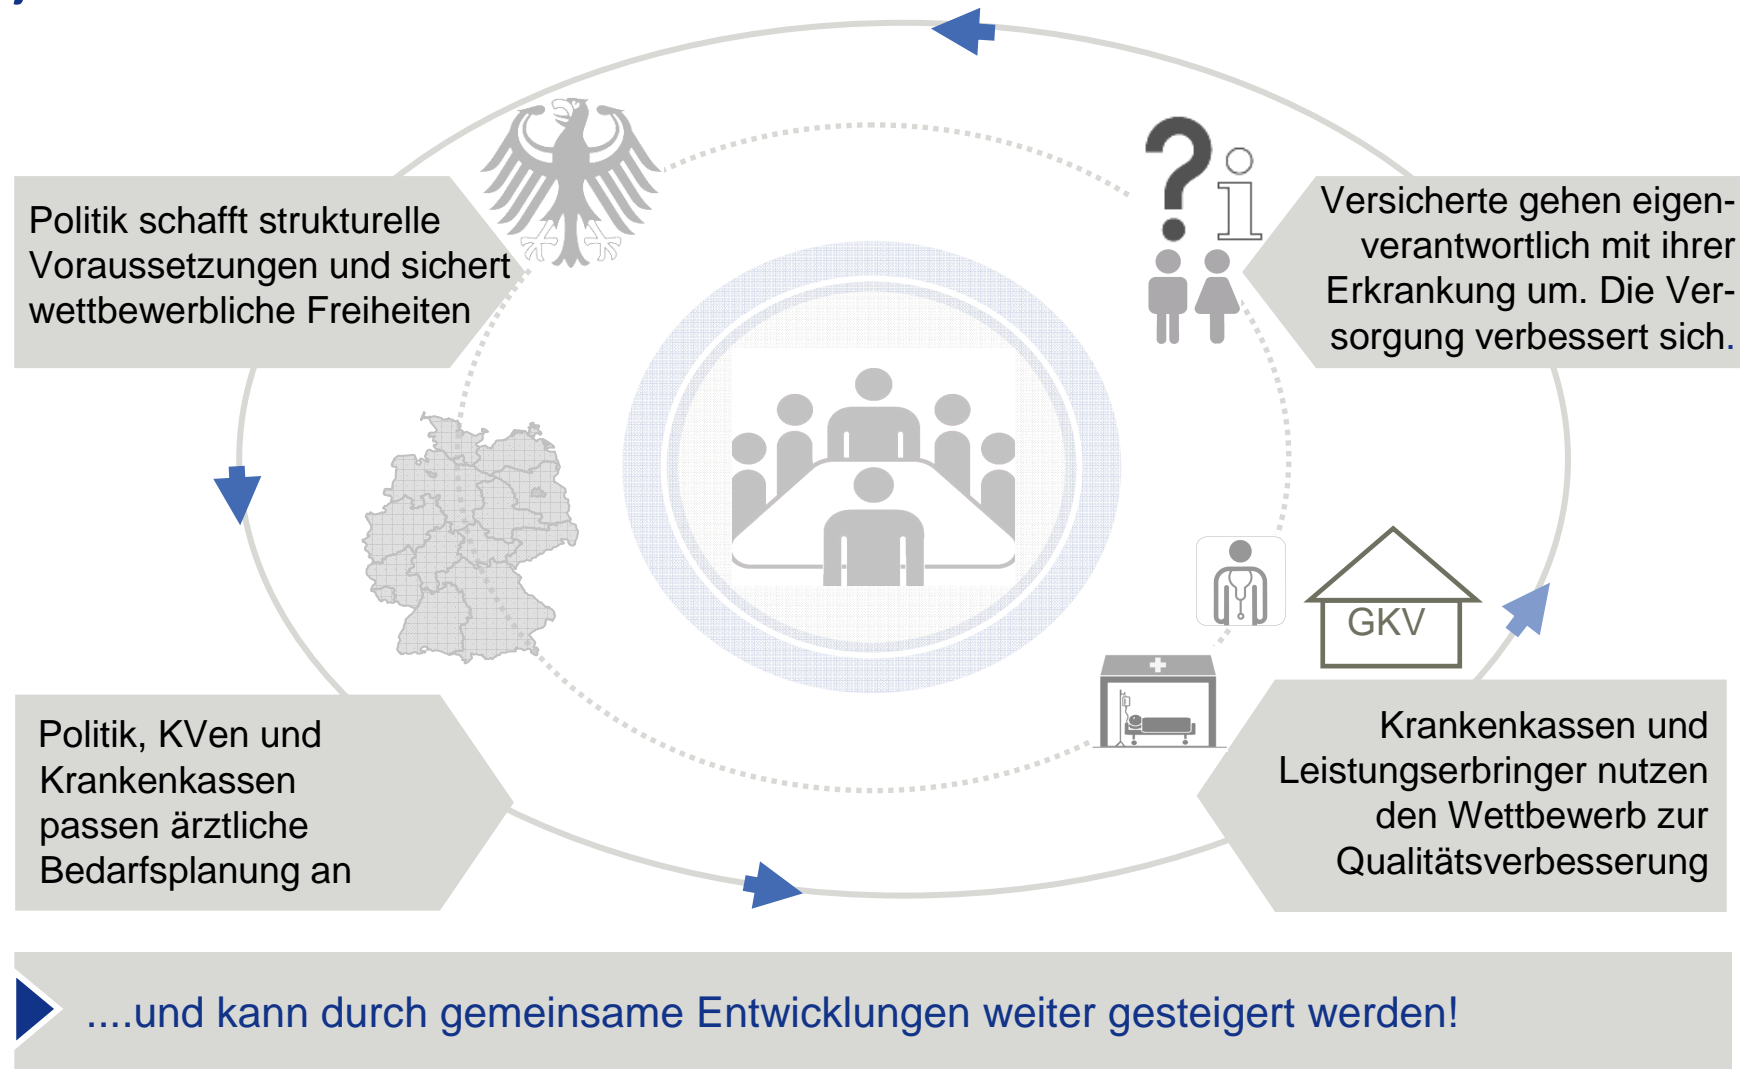 Politik schafft strukturelle
Voraussetzungen und sichert
wettbewerbliche Freiheiten
Versicherte gehen eigen-
verantwortlich mit ihrer
Erkrankung um. Die Ver-
sorgung verbessert sich.
GKV
Politik, KVen und
Krankenkassen
passen ärztliche
Bedarfsplanung an
Krankenkassen und
Leistungserbringer nutzen
den Wettbewerb zur
Qualitätsverbesserung
....und kann durch gemeinsame Entwicklungen weiter gesteigert werden!